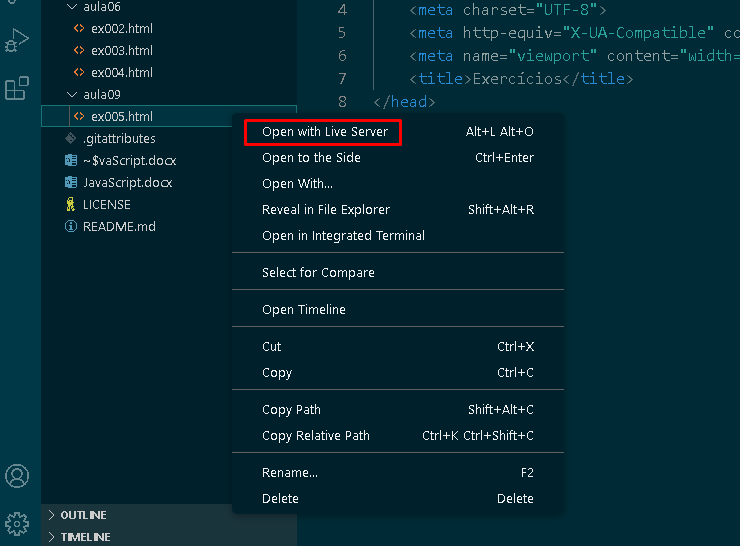 aula06
ex002.html
ex003.html
ex004.html
aula09
ex005.html
.gitattributes
~$vaScript.docx
JavaScript.docx
LICENSE
README.md
OUTLINE
TIMELINE
4 <meta charset="UTF-8">
5 <meta http-equiv="X-UA-Compatible" co
6 <meta name="viewport" content="width=
7 <title>Exercícios</title>
8 </head>
Open with Live Server Alt+L Alt+O
Open to the Side Ctrl+Enter
Open With...
Reveal in File Explorer Shift+Alt+R
Open in Integrated Terminal
Select for Compare
Open Timeline
Cut Ctrl+X
Copy Ctrl+C
Copy Path Shift+Alt+C
Copy Relative Path Ctrl+K Ctrl+Shift+C
Rename... F2
Delete Delete